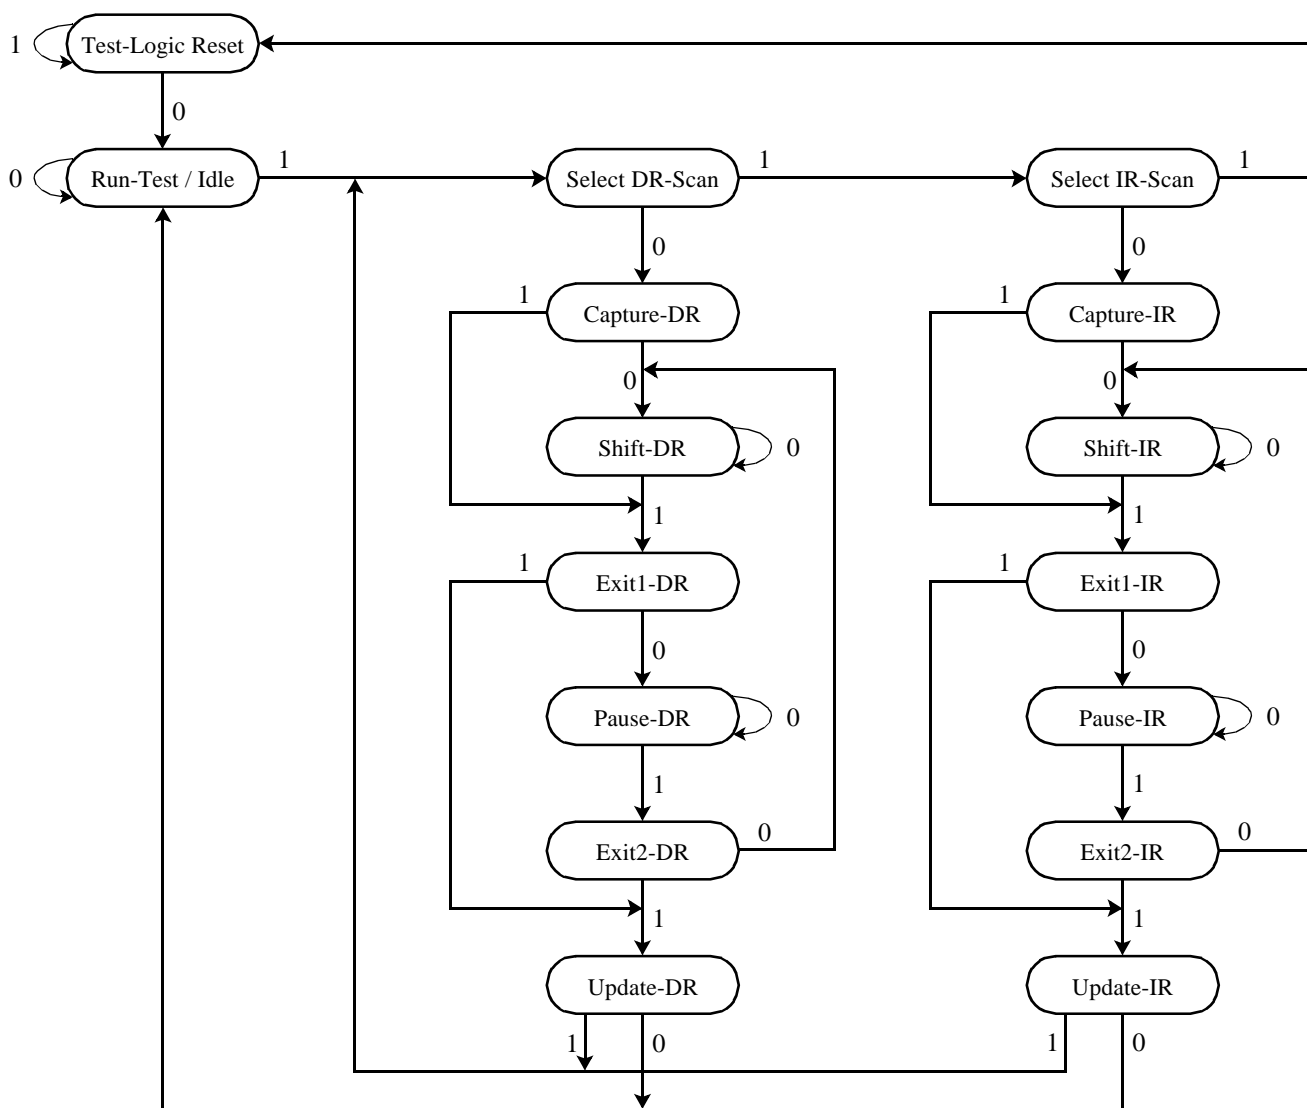 1 Test-Logic Reset
0
0 Run-Test / Idle 1 Select DR-Scan 1 Select IR-Scan 1
0 0
1 Capture-DR 1 Capture-IR
0 0
Shift-DR 0 Shift-IR 0
1 1
1 Exit1-DR 1 Exit1-IR
0 0
Pause-DR 0 Pause-IR 0
1 1
Exit2-DR 0 Exit2-IR 0
1 1
Update-DR Update-IR
1 0 1 0